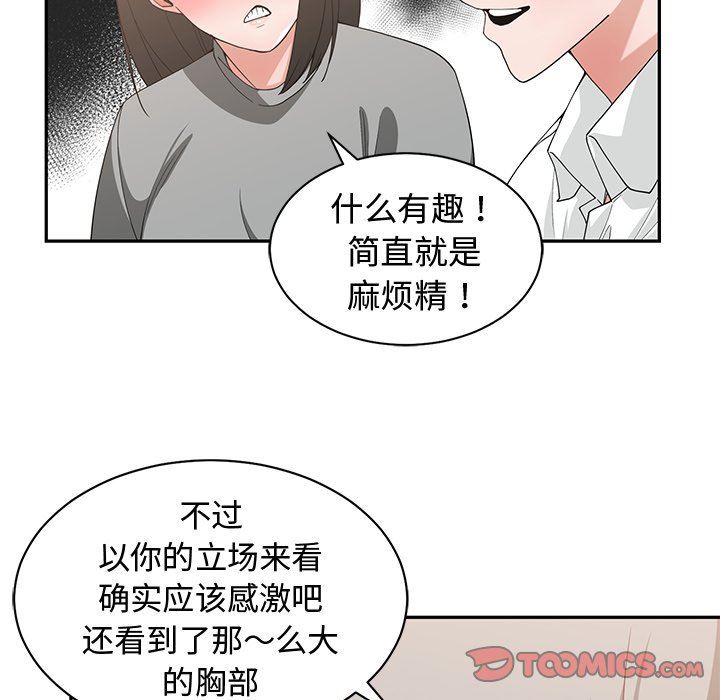 什么有趣！
简直就是
麻烦精！
不过
以你的立场来看
确实应该感激吧
还看到了那～么大
的胸部
TOOMICS.COM